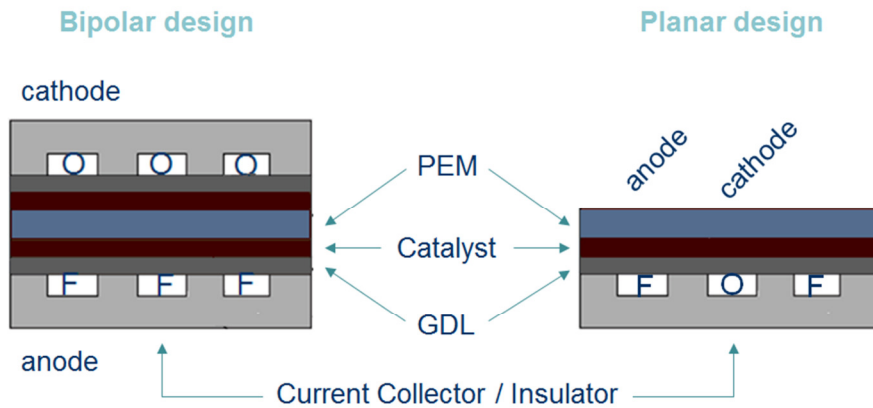 Bipolar design
Planar design
cathode
anode
cathode
O O O
PEM
Catalyst
F F F
F O F
GDL
anode
Current Collector / Insulator